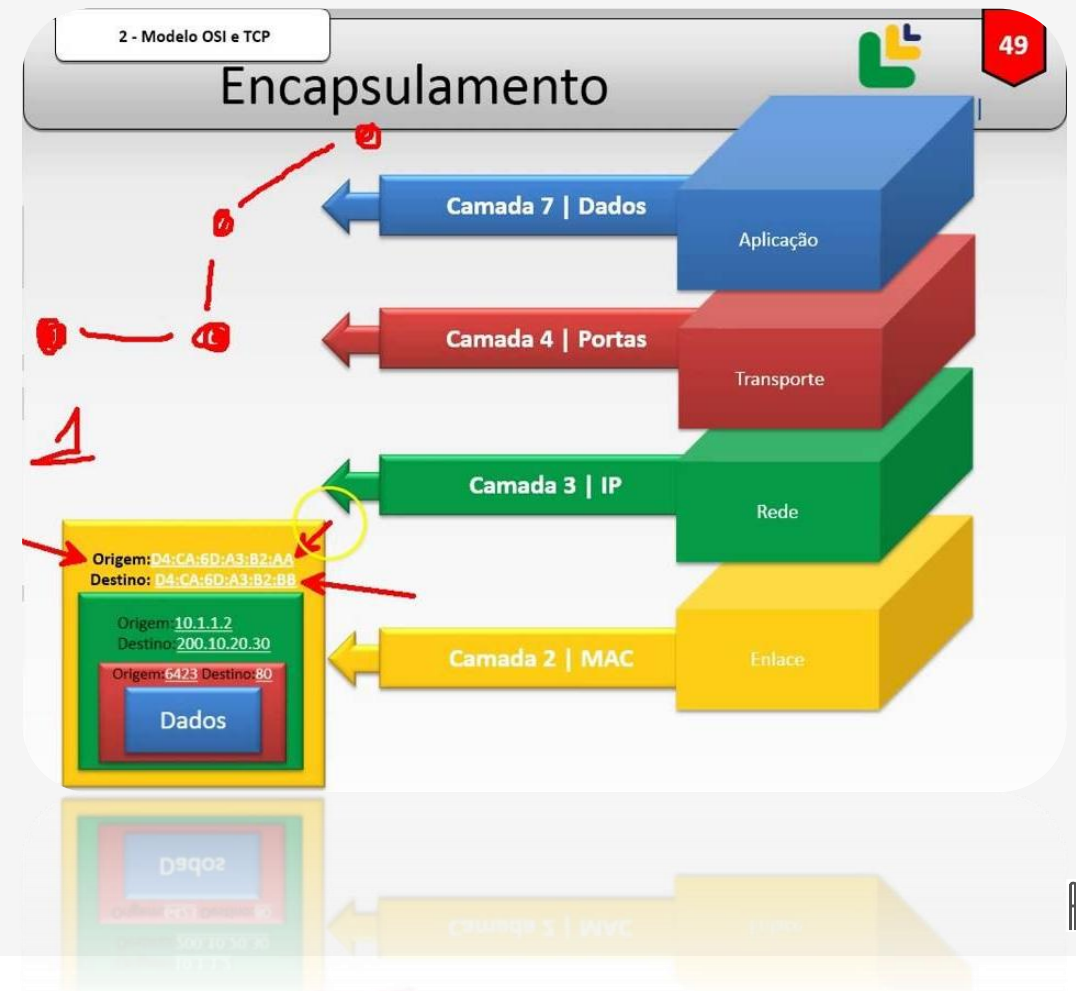 2 - Modelo OSI e TCP
49
Encapsulamento
Camada 7 | Dados
Aplicação
Camada 4 | Portas
Transporte
1
Camada 3 | IP
Rede
Origem:D4:CA:6D:A3:B2:AA
Destino: D4:CA:6D:A3:B2:BB
Origem:10.1.1.2
Destino:200.10.20.30
Origem:6423 Destino:80
Dados
Camada 2 | MAC
Enlace